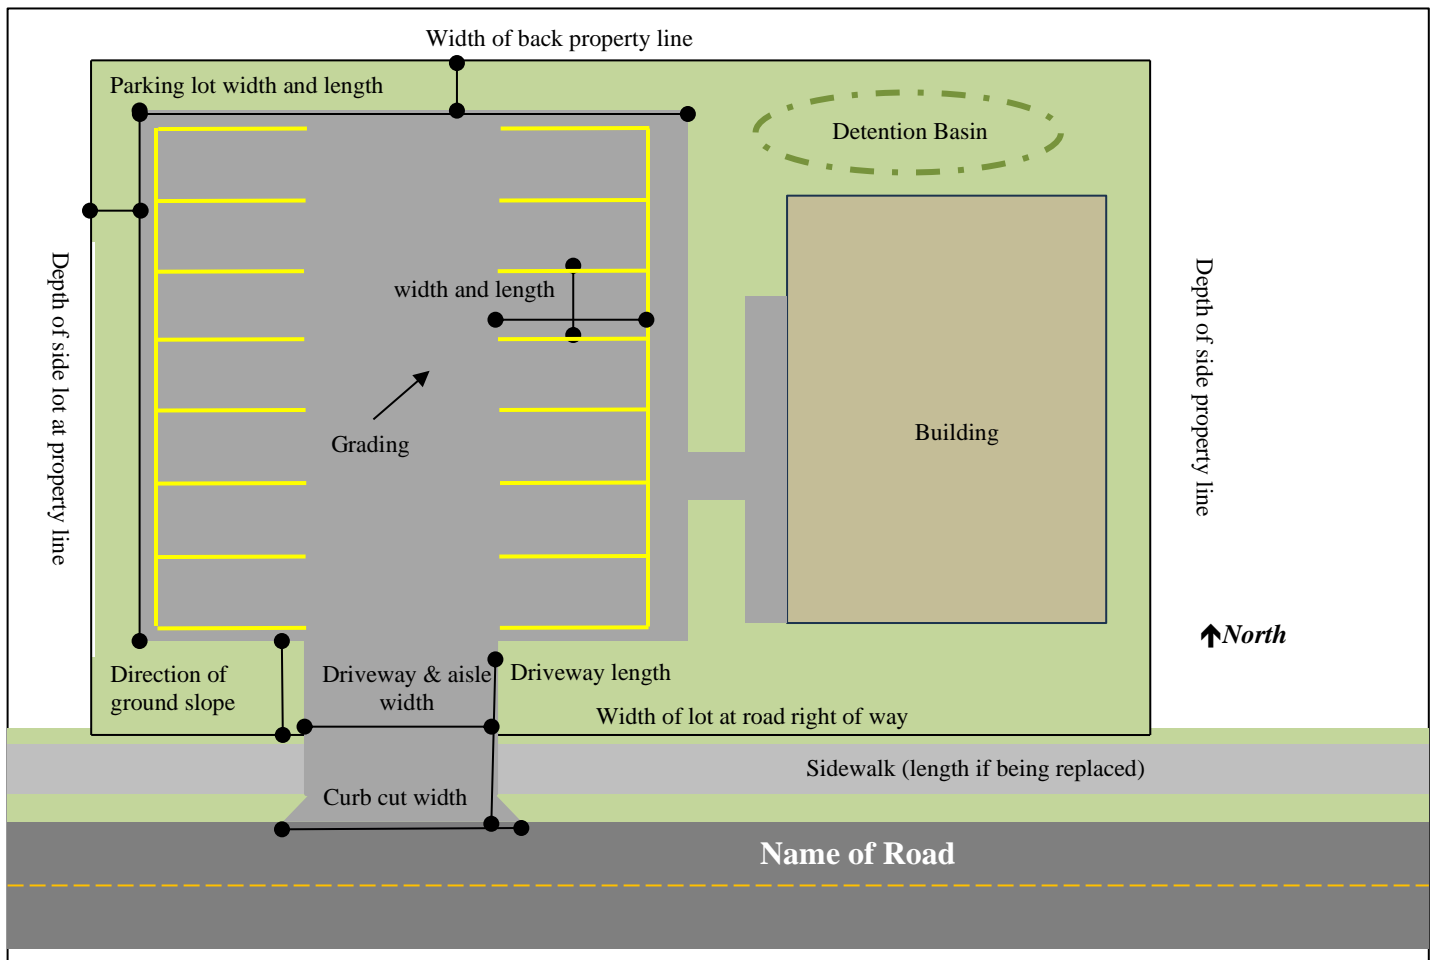 Width of back property line
Parking lot width and length
Detention Basin
Depth of side lot at property line
width and length
Depth of side property line
Grading
Building
North
Direction of
ground slope
Driveway & aisle
width
Driveway length
Width of lot at road right of way
Sidewalk (length if being replaced)
Curb cut width
Name of Road